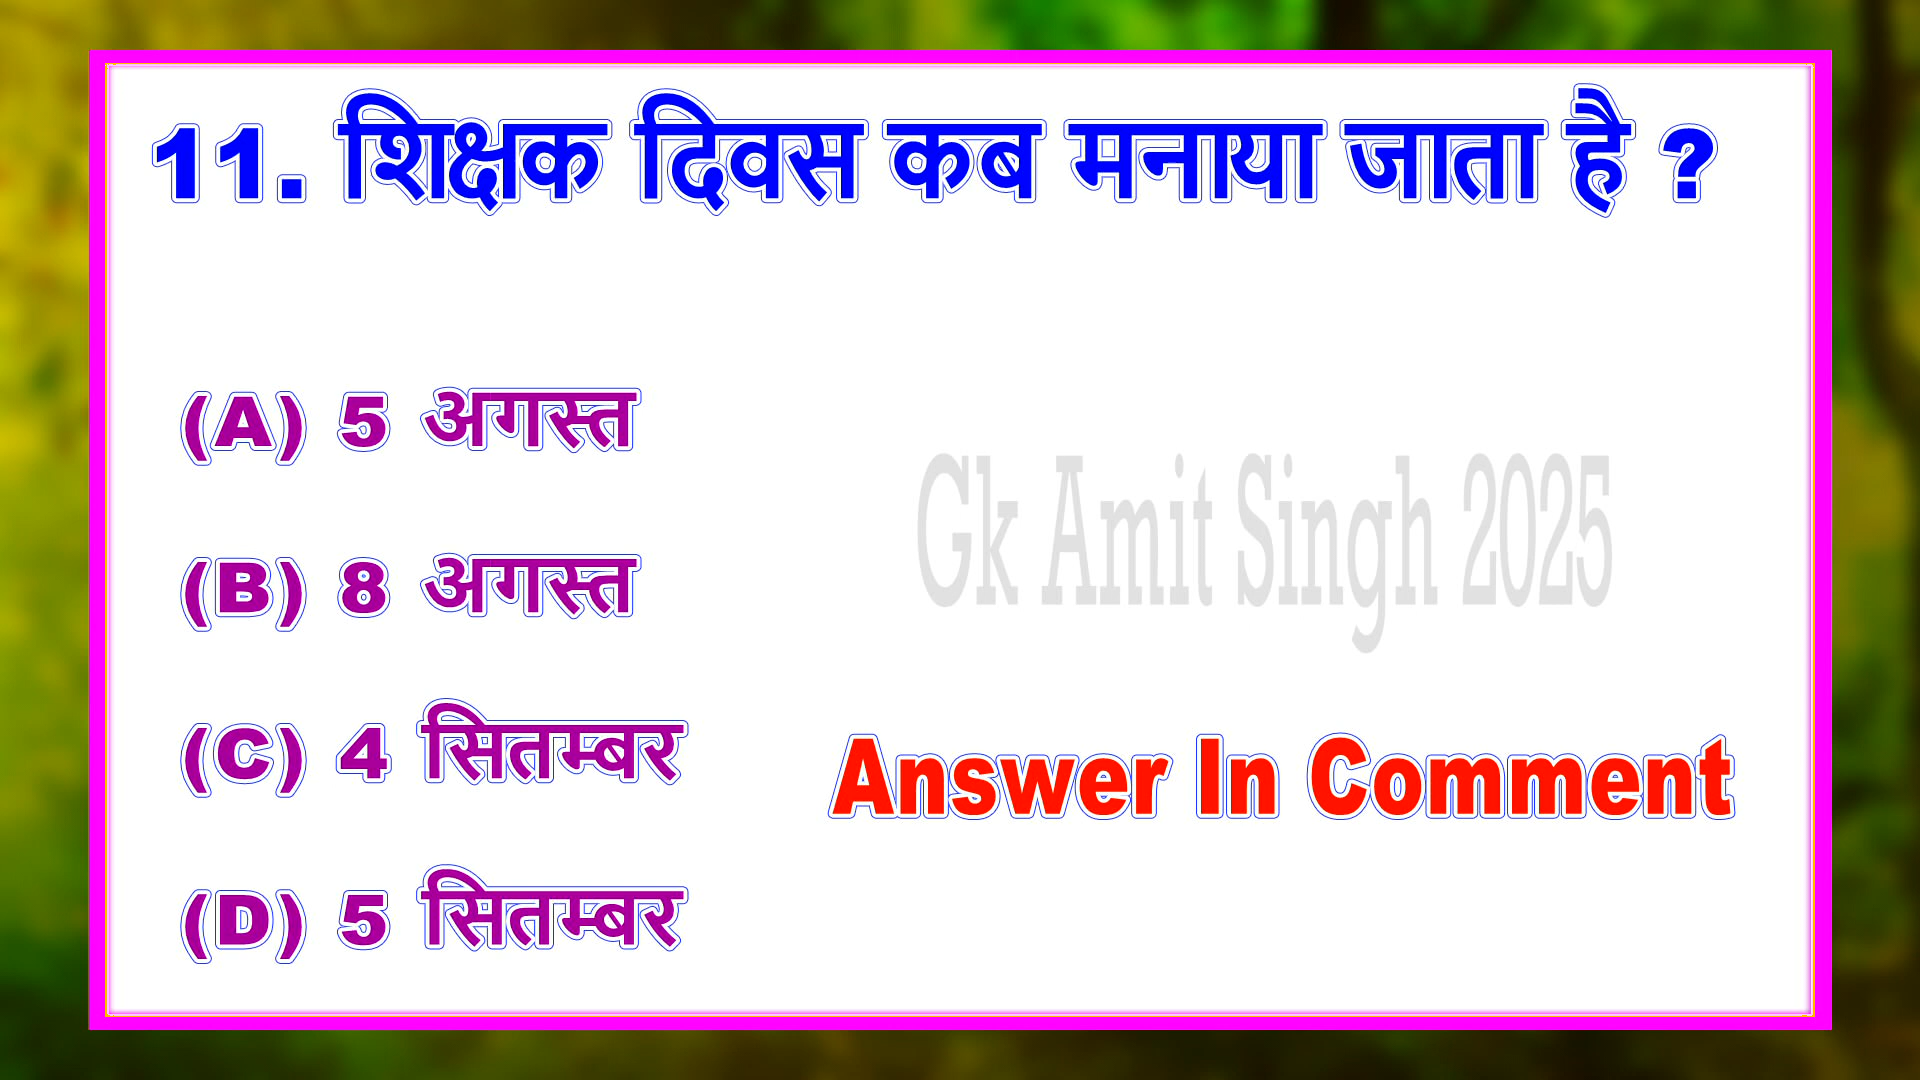 11. शिक्षक दिवस कब मनाया जाता है ?
(A) 5 अगस्त
(B) 8 अगस्त
Gk Amit Singh 2025
(C) 4 सितम्बर
Answer In Comment
(D) 5 सितम्बर